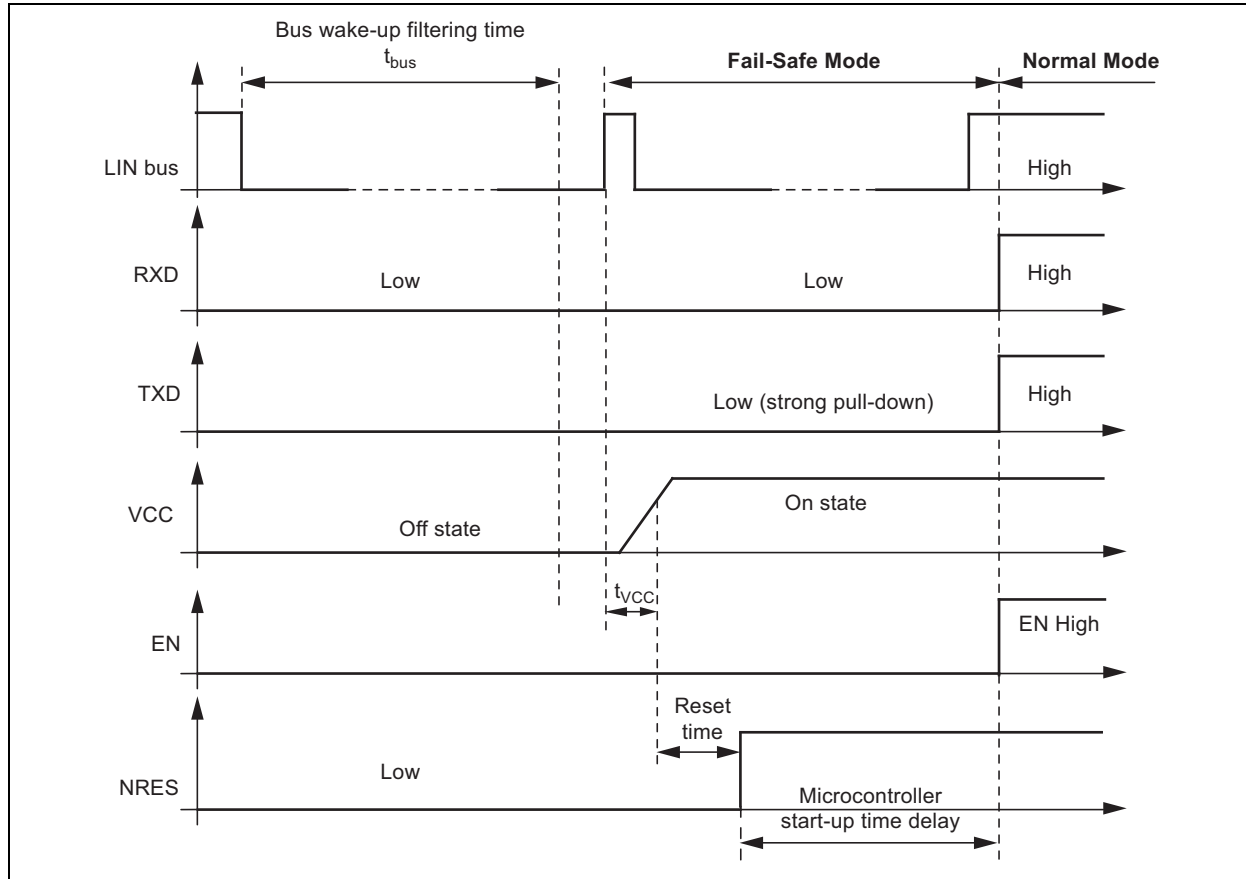 Bus wake-up filtering time
t_bus
Fail-Safe Mode
Normal Mode
LIN bus
High
RXD
Low
Low
High
TXD
Low (strong pull-down)
High
VCC
Off state
On state
t_VCC
EN
EN High
Reset
time
NRES
Low
Microcontroller
start-up time delay